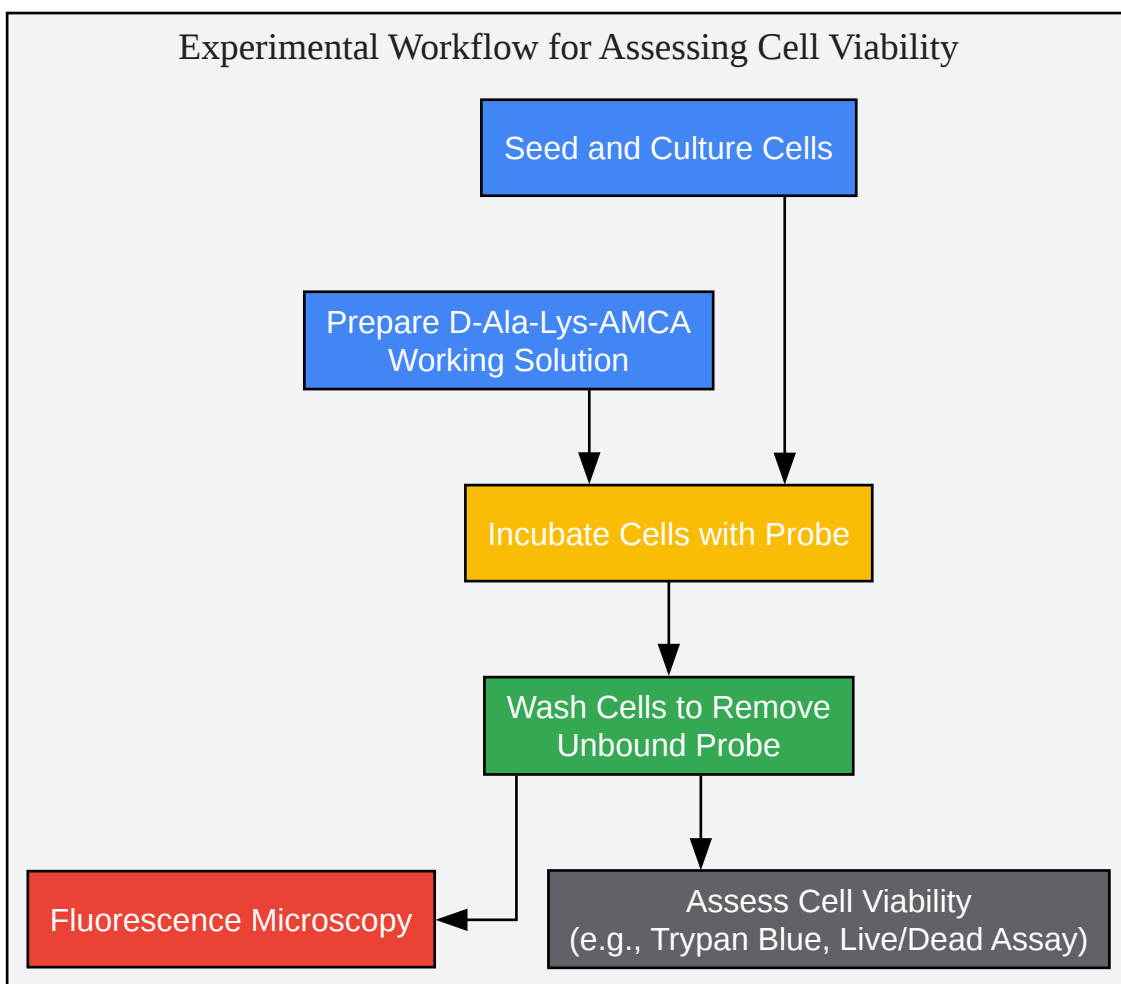 Experimental Workflow for Assessing Cell Viability
Seed and Culture Cells
Prepare D-Ala-Lys-AMCA
Working Solution
Incubate Cells with Probe
Wash Cells to Remove
Unbound Probe
Fluorescence Microscopy
Assess Cell Viability
(e.g., Trypan Blue, Live/Dead Assay)